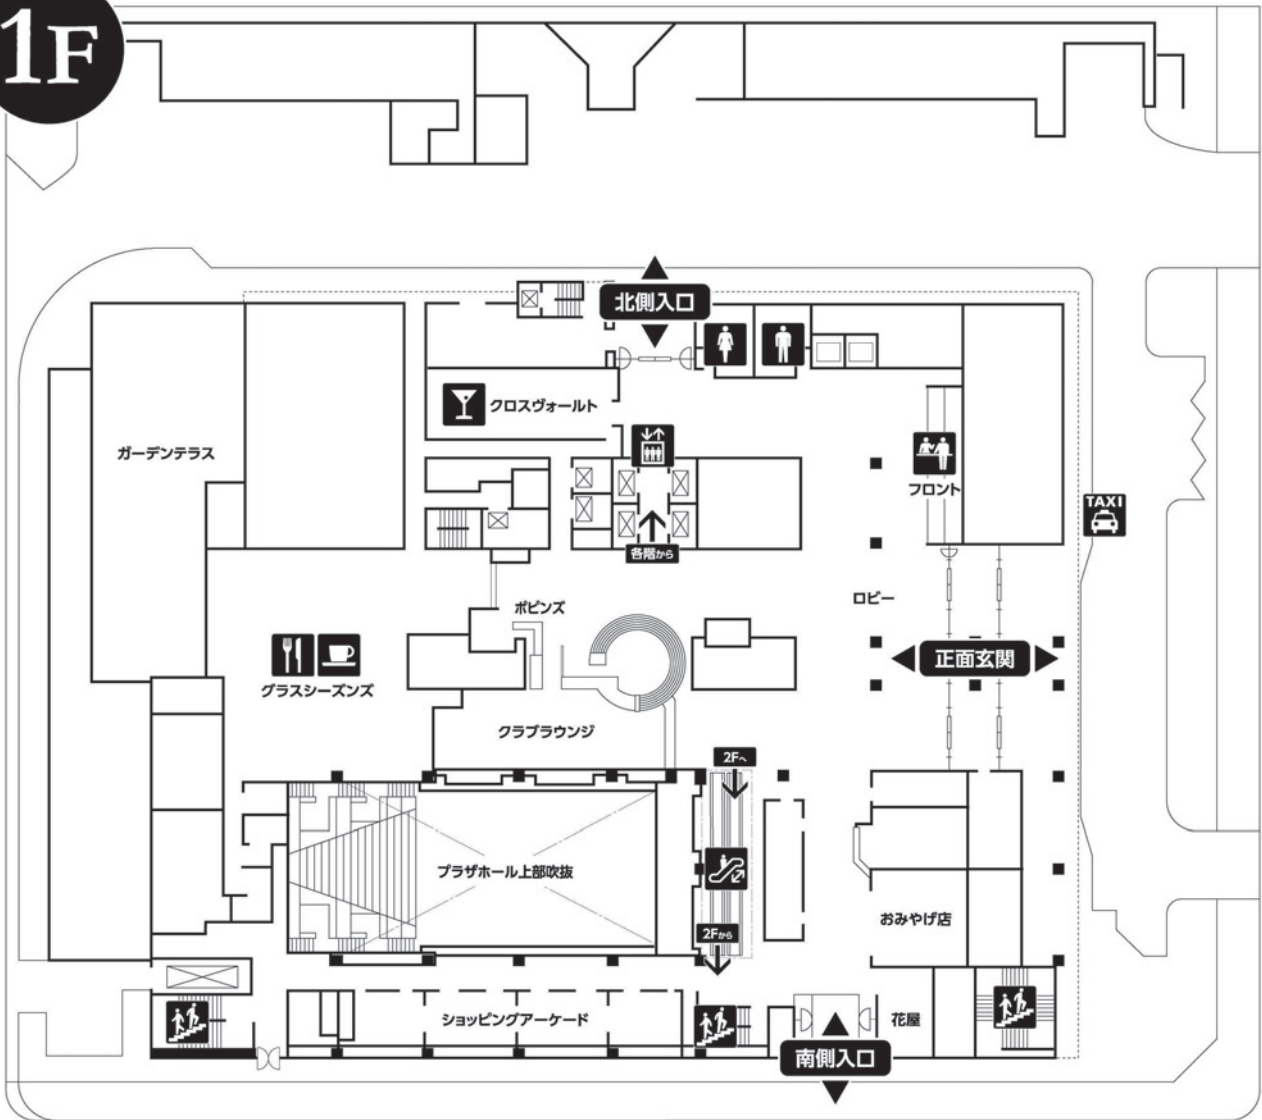 1F
北側入口
クロスヴォールト
ガーデンテラス
フロント
TAXI
各階から
ロビー
ポピンズ
正面玄関
グラスシーズンズ
クラブラウンジ
2Fへ
プラザホール上部吹抜
おみやげ店
2Fから
ショッピングアーケード
花屋
南側入口